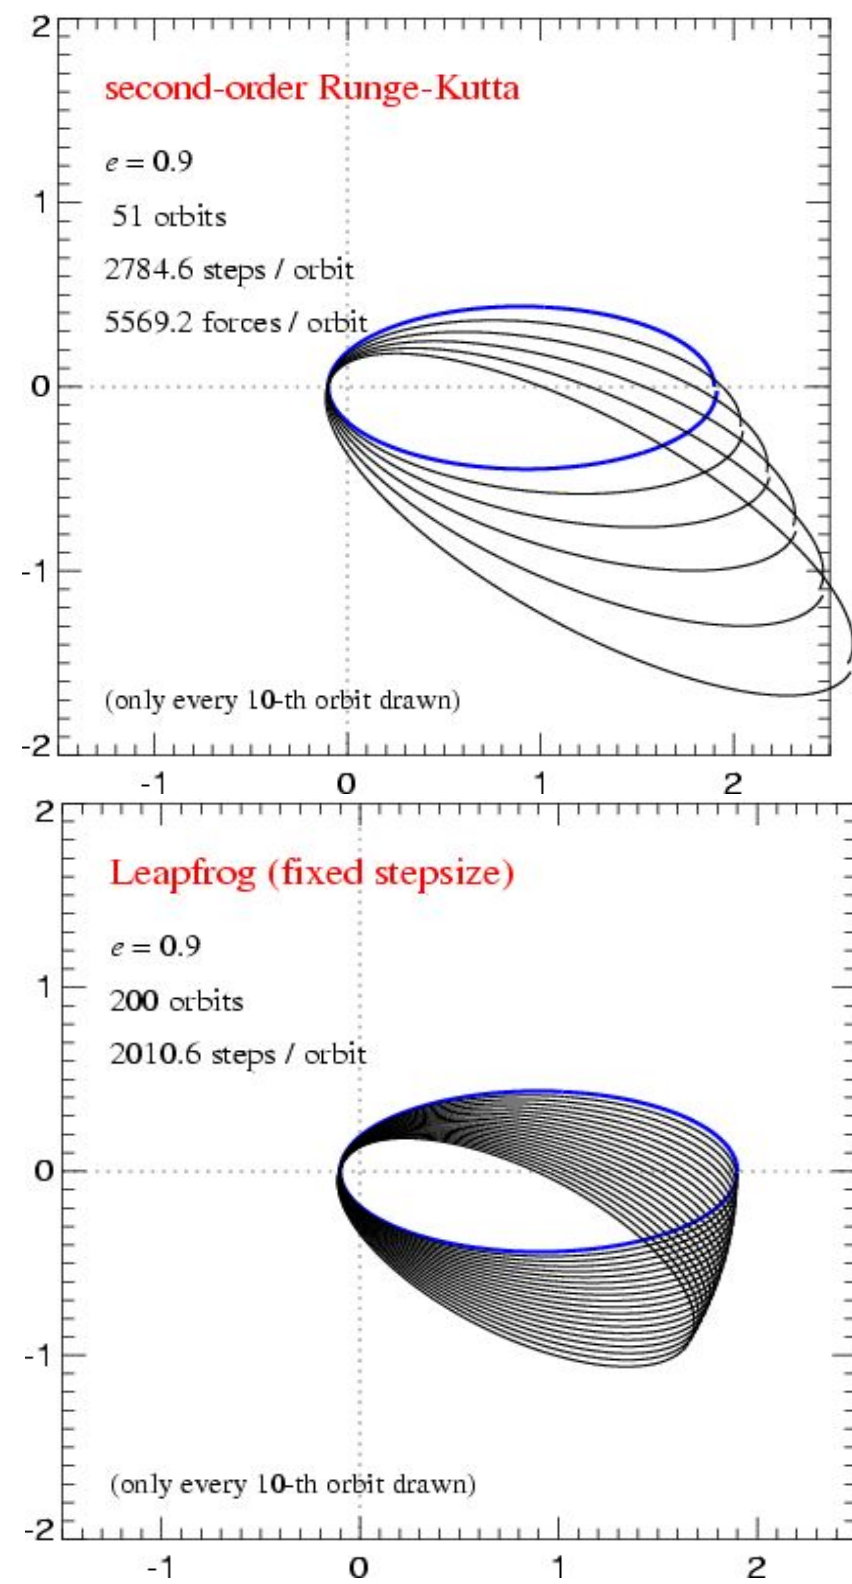 2
second-order Runge-Kutta
e = 0.9
1
51 orbits
2784.6 steps / orbit
5569.2 forces / orbit
0
-1
(only every 10-th orbit drawn)
-2
-1 0 1 2
2
Leapfrog (fixed stepsize)
e = 0.9
1
200 orbits
2010.6 steps / orbit
0
-1
(only every 10-th orbit drawn)
-2
-1 0 1 2